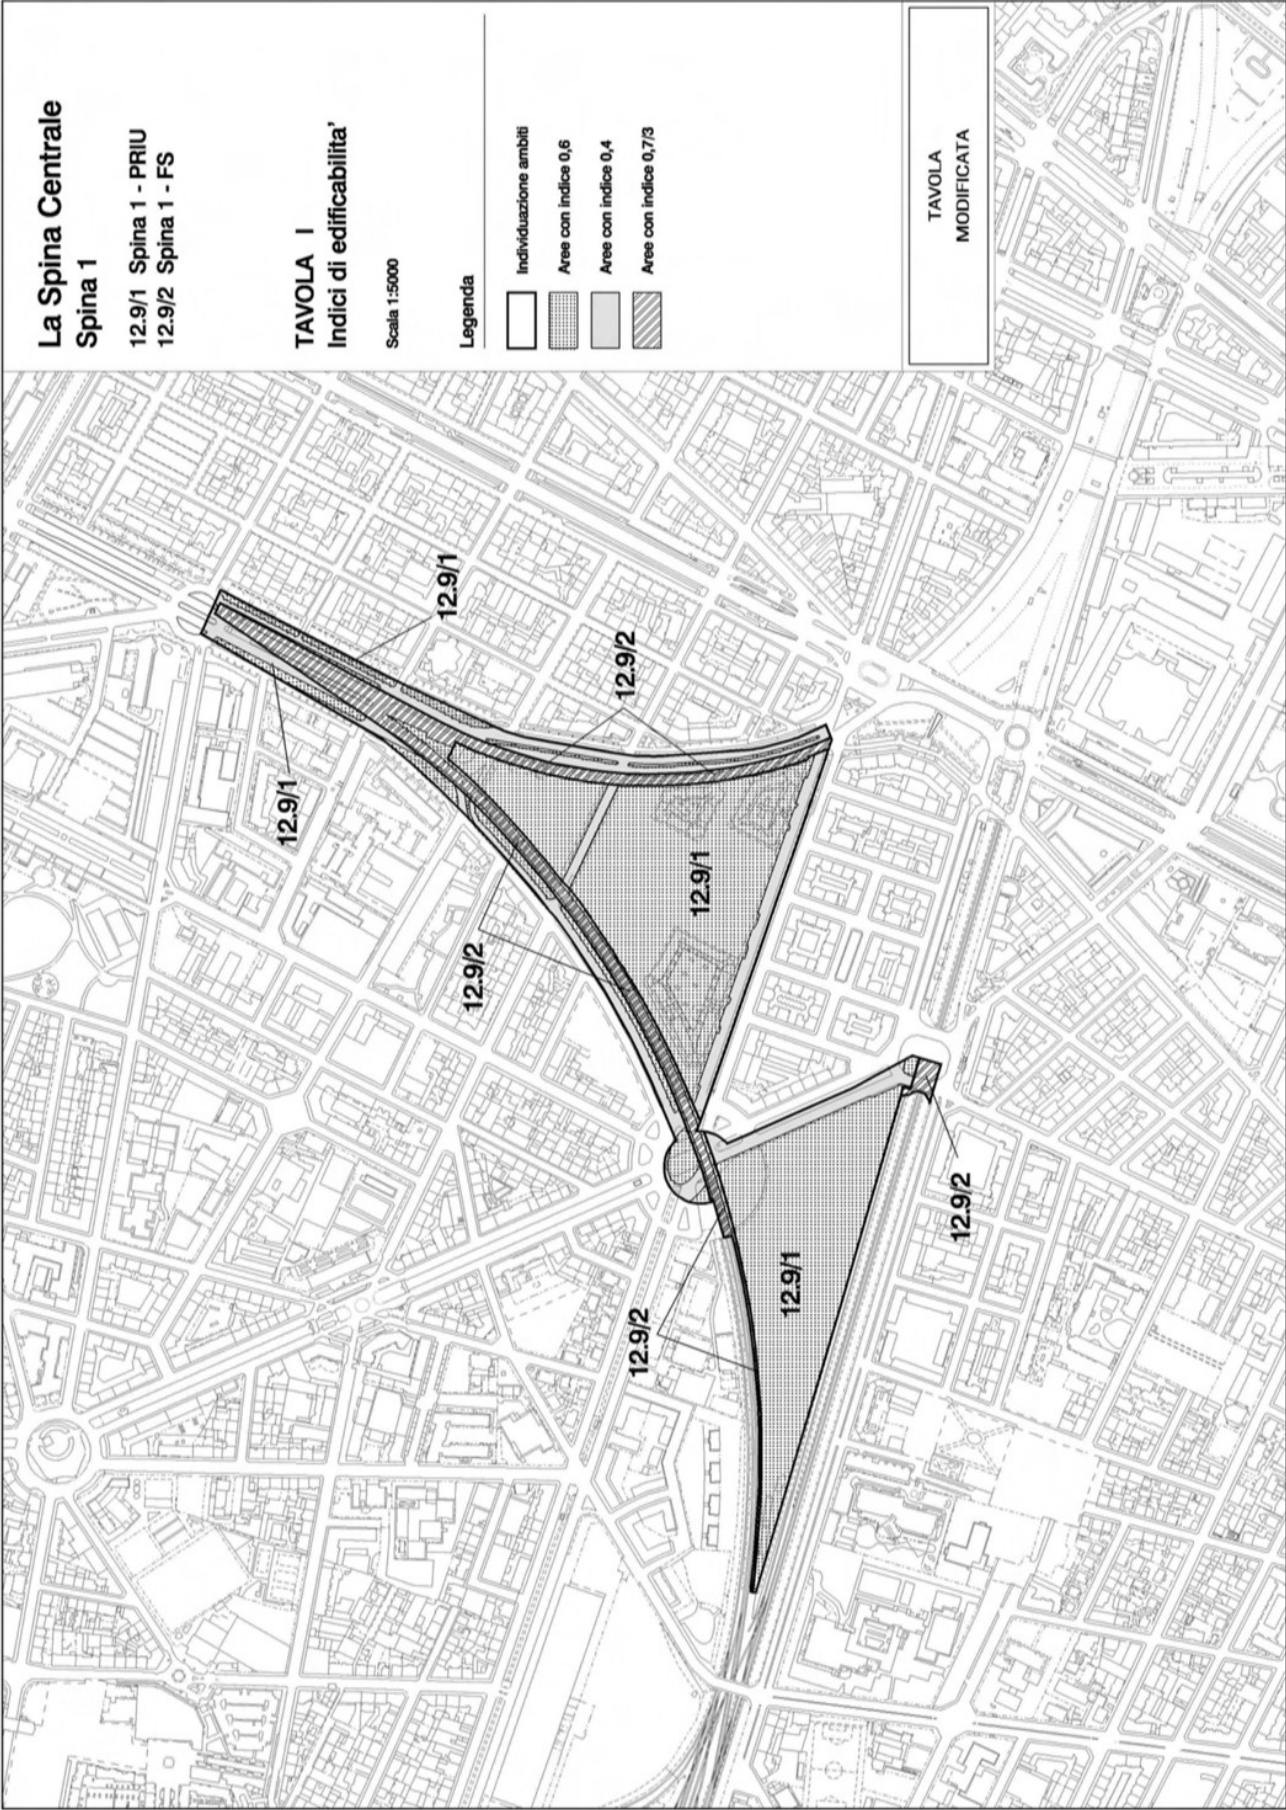 La Spina Centrale
Spina 1
12.9/1 Spina 1 - PRIU
12.9/2 Spina 1 - FS
TAVOLA I
Indici di edificabilita'
Scala 1:5000
Legenda
Individuazione ambiti
Aree con indice 0,6
Aree con indice 0,4
Aree con indice 0,7/3
TAVOLA
MODIFICATA
12.9/1
12.9/1
12.9/2
12.9/2
12.9/1
12.9/2
12.9/1
12.9/2